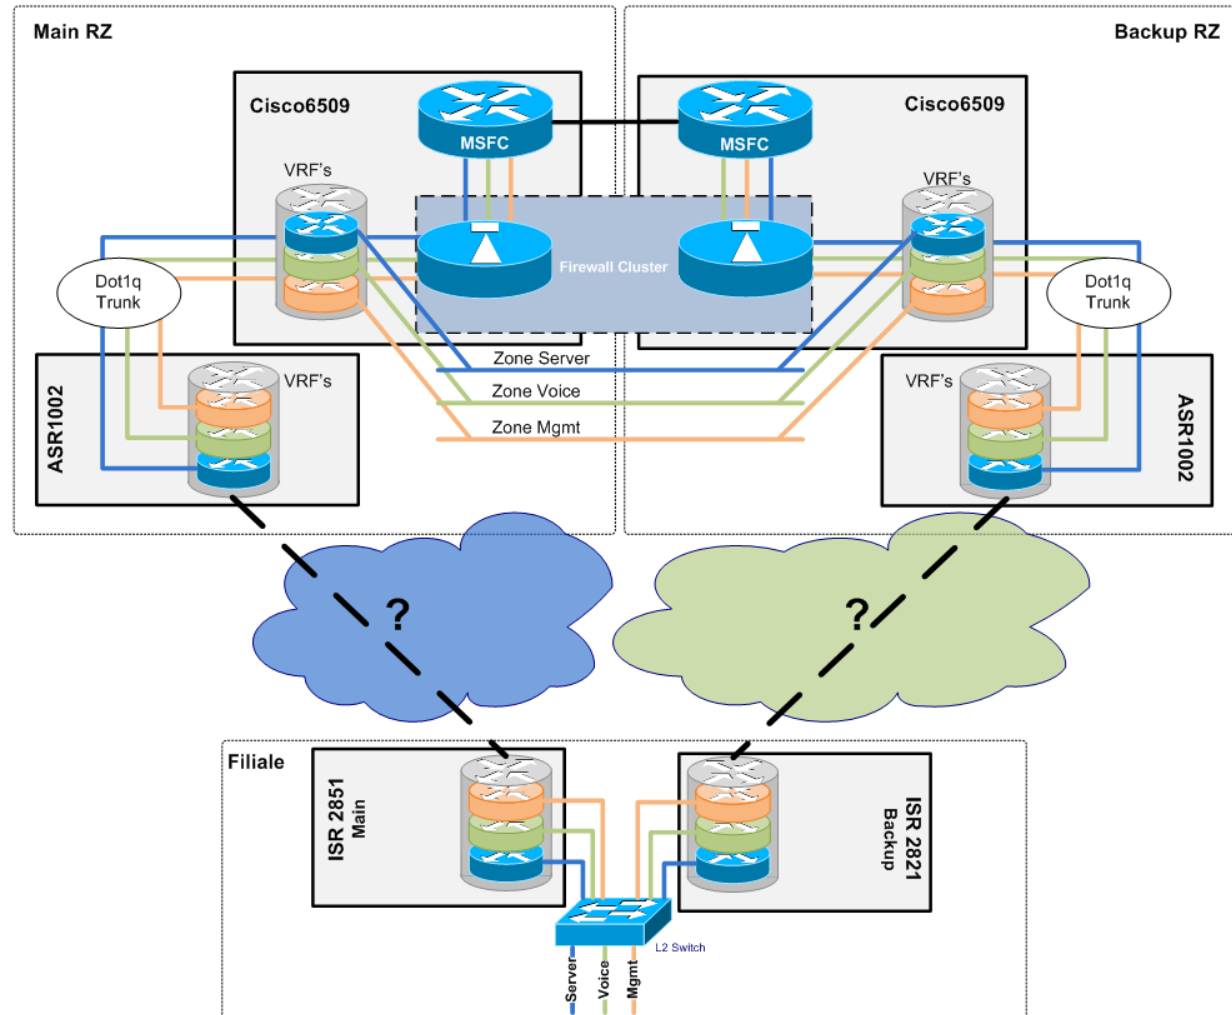 Main RZ
Backup RZ
Cisco6509
MSFC
VRF's
Cisco6509
MSFC
VRF's
Firewall Cluster
Dot1q
Trunk
Dot1q
Trunk
Zone Server
Zone Voice
Zone Mgmt
ASR1002
VRF's
VRF's
ASR1002
?
?
Filiale
ISR 2851
Main
ISR 2821
Backup
L2 Switch
Server
Voice
Mgmt